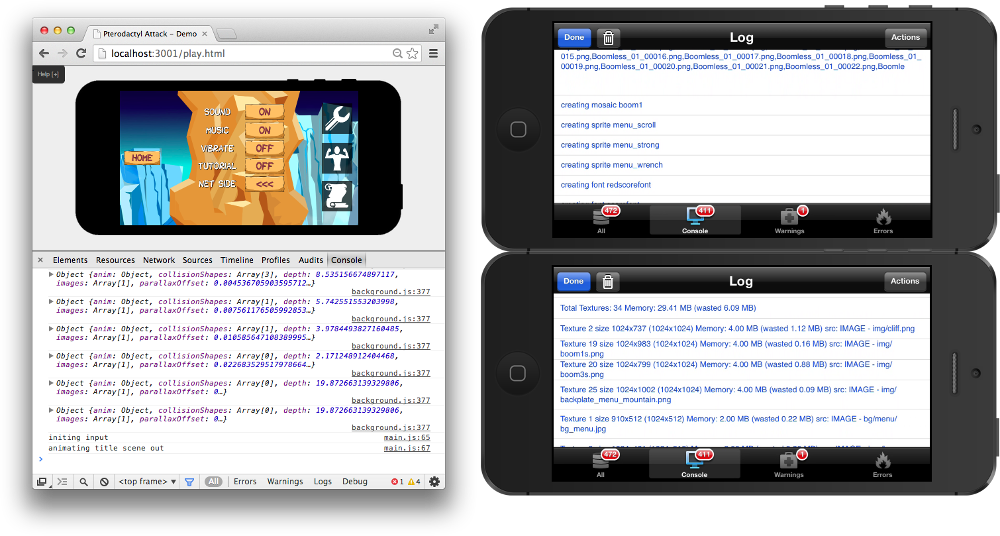 Pterodactyl Attack – Demo
localhost:3001/play.html
Help [+]
SOUND ON
MUSIC ON
VIBRATE OFF
TUTORIAL OFF
NET SIDE <<<
HOME
Elements Resources Network Sources Timeline Profiles Audits Console
Object {anim: Object, collisionShapes: Array[3], depth: 8.535156674897117,
images: Array[1], parallaxOffset: 0.004536705903595712…}
background.js:377
Object {anim: Object, collisionShapes: Array[1], depth: 5.742551553203998,
images: Array[1], parallaxOffset: 0.007561176505992853…}
background.js:377
Object {anim: Object, collisionShapes: Array[1], depth: 3.9784493827160485,
images: Array[1], parallaxOffset: 0.010585647108389995…}
background.js:377
Object {anim: Object, collisionShapes: Array[0], depth: 2.171248912404468,
images: Array[1], parallaxOffset: 0.022683529517978664…}
background.js:377
Object {anim: Object, collisionShapes: Array[0], depth: 19.872663139329806,
images: Array[1], parallaxOffset: 0…}
background.js:377
Object {anim: Object, collisionShapes: Array[0], depth: 19.872663139329806,
images: Array[1], parallaxOffset: 0…}
background.js:377
initing input main.js:65
animating title scene out main.js:67
<top frame> All Errors Warnings Logs Debug 1 4
Done Log Actions
015.png,Boomless_01_00016.png,Boomless_01_00017.png,Boomless_01_00018.png,Boomless_01_
00019.png,Boomless_01_00020.png,Boomless_01_00021.png,Boomless_01_00022.png,Boomle
creating mosaic boom1
creating sprite menu_scroll
creating sprite menu_strong
creating sprite menu_wrench
creating font redscorefont
472 411 1
All Console Warnings Errors
Done Log Actions
Total Textures: 34 Memory: 29.41 MB (wasted 6.09 MB)
Texture 2 size 1024x737 (1024x1024) Memory: 4.00 MB (wasted 1.12 MB) src: IMAGE - img/cliff.png
Texture 19 size 1024x983 (1024x1024) Memory: 4.00 MB (wasted 0.16 MB) src: IMAGE - img/
boom1s.png
Texture 20 size 1024x799 (1024x1024) Memory: 4.00 MB (wasted 0.88 MB) src: IMAGE - img/
boom3s.png
Texture 25 size 1024x1002 (1024x1024) Memory: 4.00 MB (wasted 0.09 MB) src: IMAGE - img/
backplate_menu_mountain.png
Texture 1 size 910x512 (1024x512) Memory: 2.00 MB (wasted 0.22 MB) src: IMAGE - bg/menu/
bg_menu.jpg
472 411 1
All Console Warnings Errors